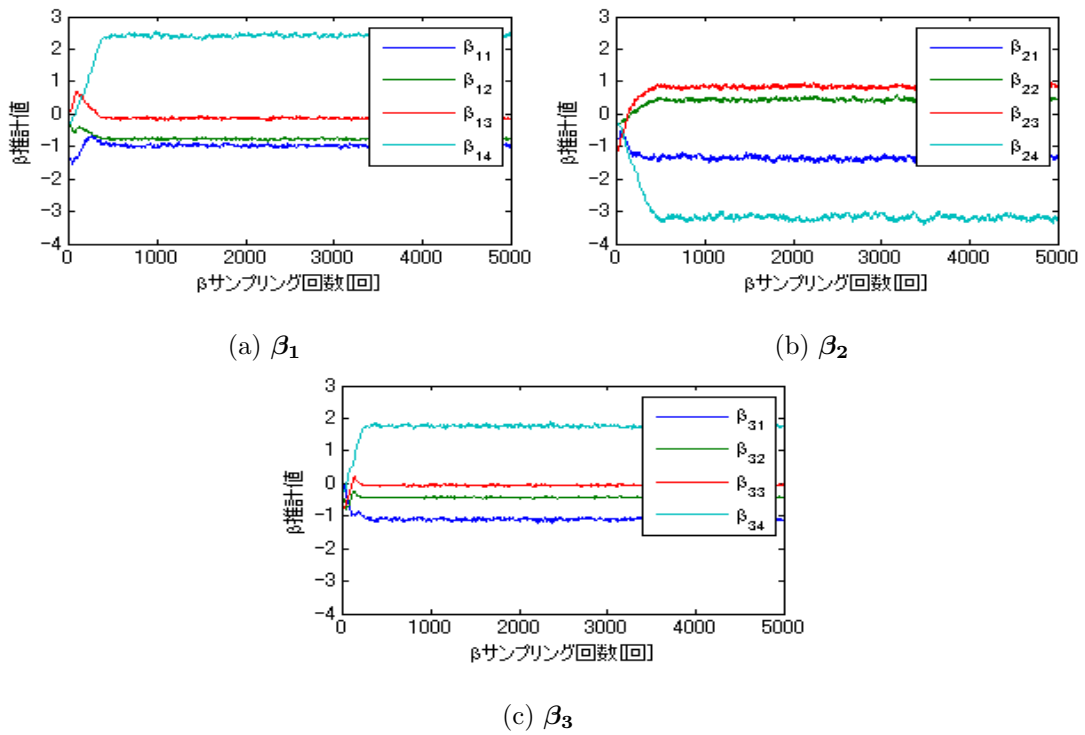 3
2
1
0
−1
−2
−3
−4
0
1000
2000
3000
4000
5000
β推計値
βサンプリング回数[回]
β11
β12
β13
β14
(a) β1
3
2
1
0
−1
−2
−3
−4
0
1000
2000
3000
4000
5000
β推計値
βサンプリング回数[回]
β21
β22
β23
β24
(b) β2
3
2
1
0
−1
−2
−3
−4
0
1000
2000
3000
4000
5000
β推計値
βサンプリング回数[回]
β31
β32
β33
β34
(c) β3